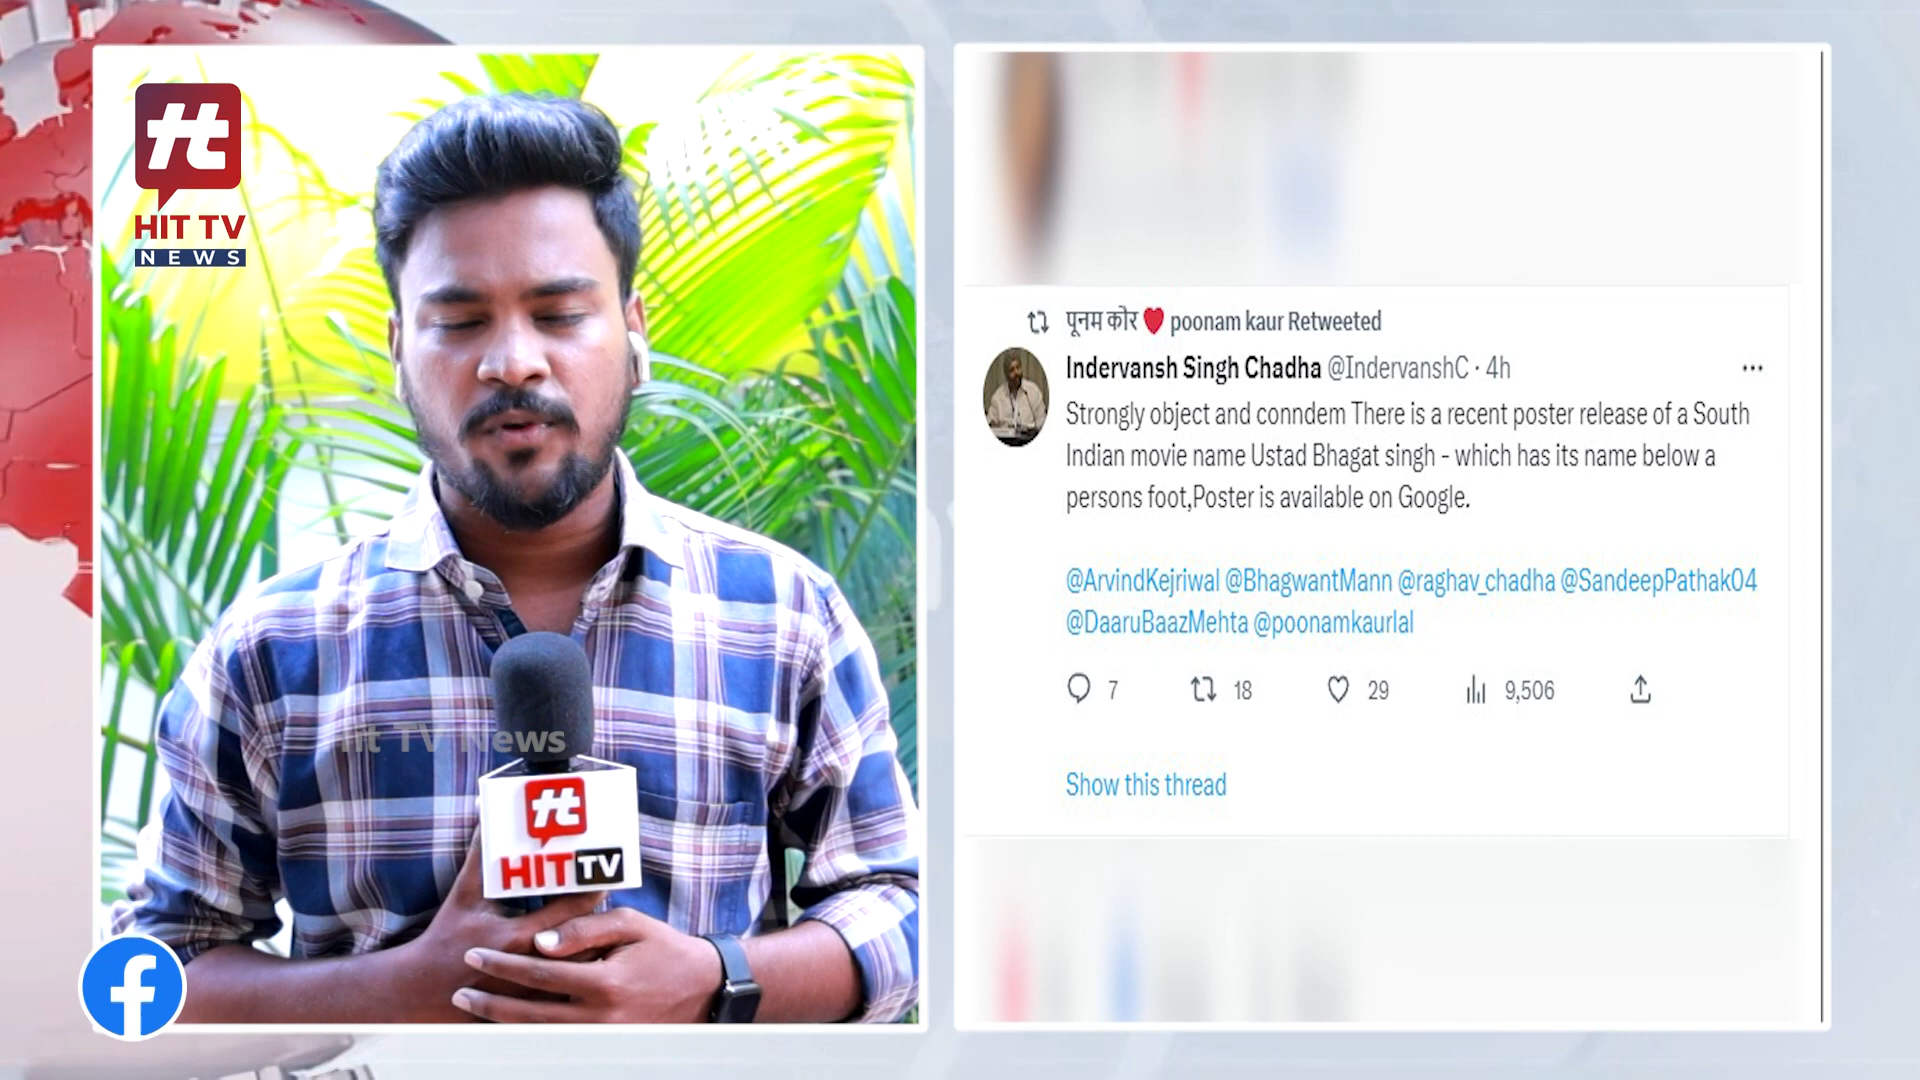 HIT TV
NEWS
Hit TV News
HIT TV
पूनम कौर ❤ poonam kaur Retweeted
Indervansh Singh Chadha @IndervanshC · 4h
Strongly object and conndem There is a recent poster release of a South
Indian movie name Ustad Bhagat singh - which has its name below a
persons foot,Poster is available on Google.
@ArvindKejriwal @BhagwantMann @raghav_chadha @SandeepPathak04
@DaaruBaazMehta @poonamkaurlal
7 18 29 9,506
Show this thread